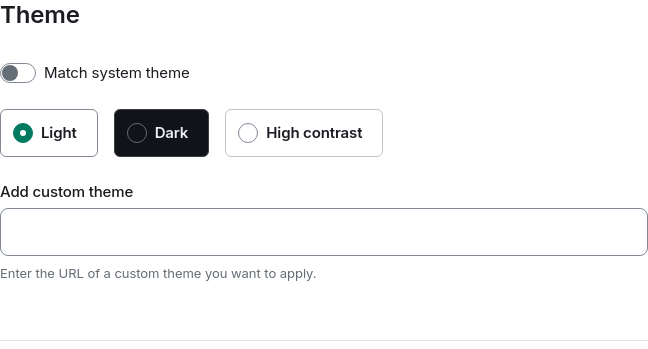 Theme
Match system theme
Light
Dark
High contrast
Add custom theme
Enter the URL of a custom theme you want to apply.